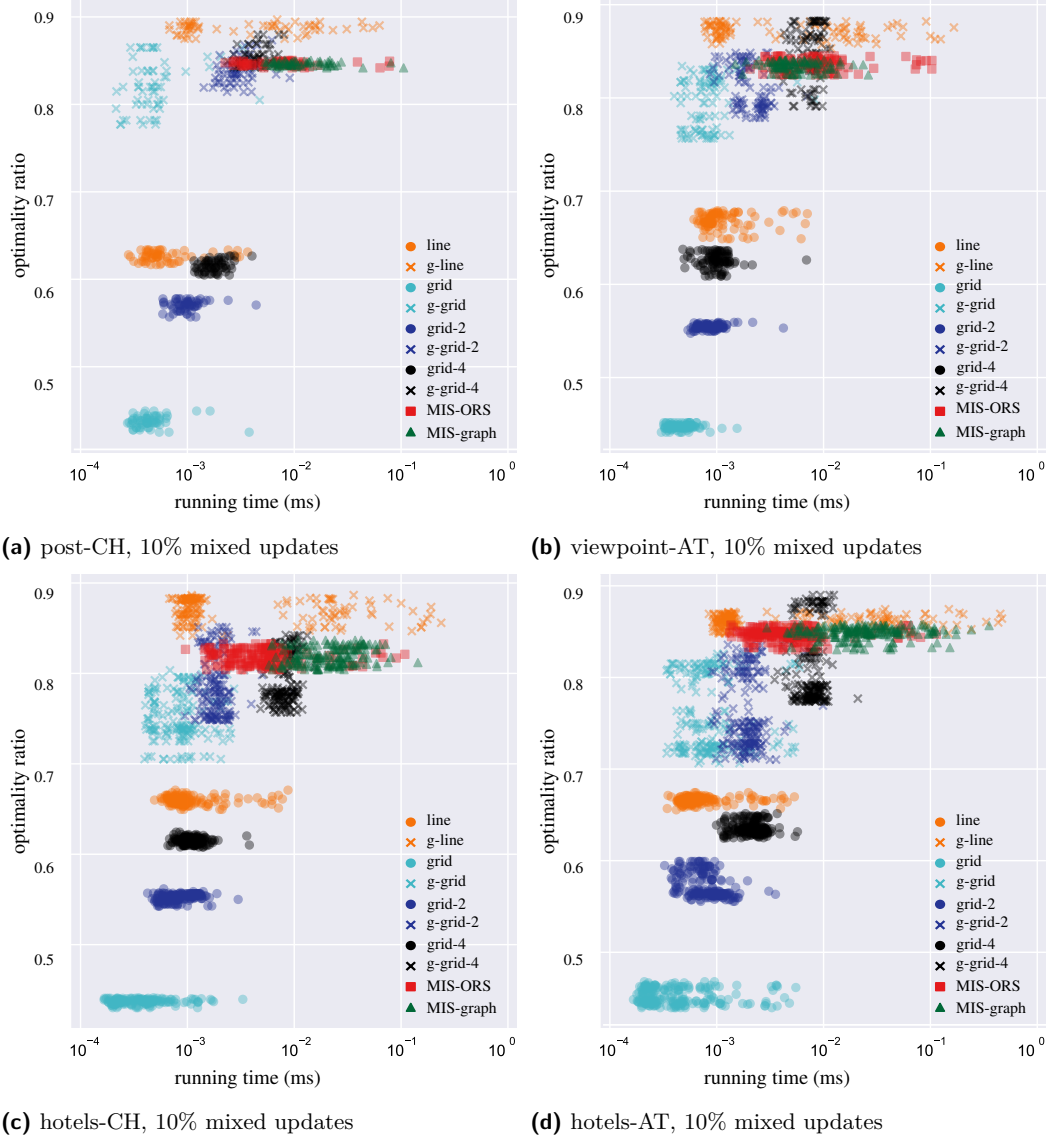 0.9
0.8
0.7
0.6
0.5
optimality ratio
line
g-line
grid
g-grid
grid-2
g-grid-2
grid-4
g-grid-4
MIS-ORS
MIS-graph
10⁻⁴ 10⁻³ 10⁻² 10⁻¹ 10⁰
running time (ms)
(a) post-CH, 10% mixed updates
0.9
0.8
0.7
0.6
0.5
optimality ratio
line
g-line
grid
g-grid
grid-2
g-grid-2
grid-4
g-grid-4
MIS-ORS
MIS-graph
10⁻⁴ 10⁻³ 10⁻² 10⁻¹ 10⁰
running time (ms)
(b) viewpoint-AT, 10% mixed updates
0.9
0.8
0.7
0.6
0.5
optimality ratio
line
g-line
grid
g-grid
grid-2
g-grid-2
grid-4
g-grid-4
MIS-ORS
MIS-graph
10⁻⁴ 10⁻³ 10⁻² 10⁻¹ 10⁰
running time (ms)
(c) hotels-CH, 10% mixed updates
0.9
0.8
0.7
0.6
0.5
optimality ratio
line
g-line
grid
g-grid
grid-2
g-grid-2
grid-4
g-grid-4
MIS-ORS
MIS-graph
10⁻⁴ 10⁻³ 10⁻² 10⁻¹ 10⁰
running time (ms)
(d) hotels-AT, 10% mixed updates